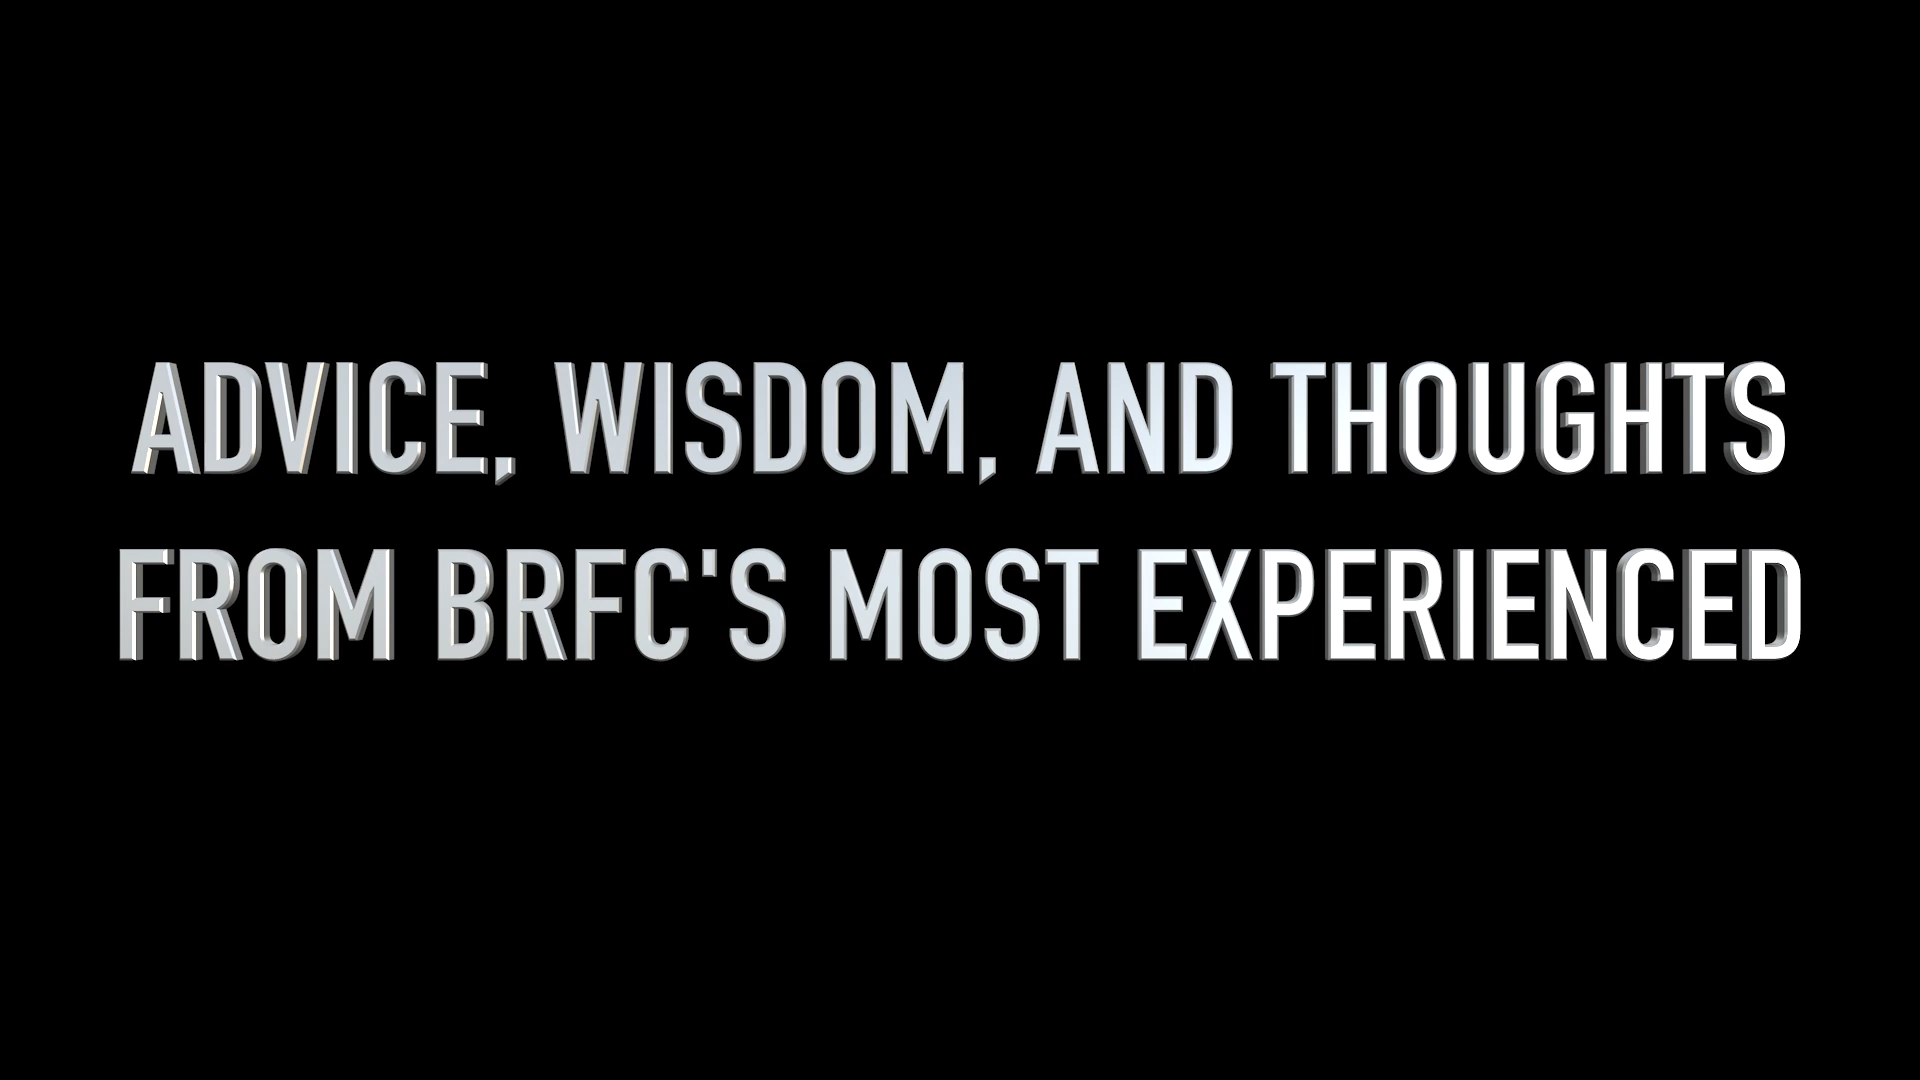 ADVICE, WISDOM, AND THOUGHTS
FROM BRFC'S MOST EXPERIENCED